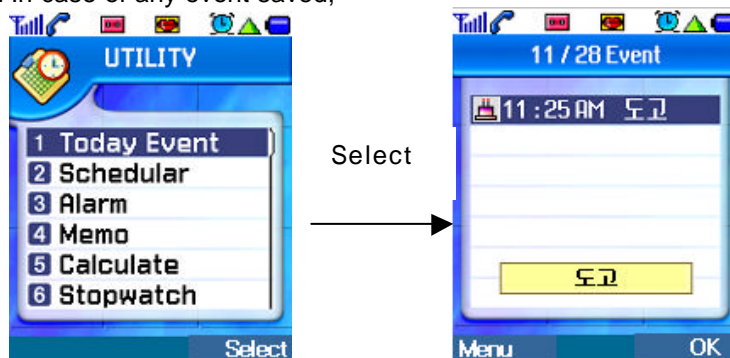 in case of any event saved,
UTILITY
1 Today Event
2 Schedular
3 Alarm
4 Memo
5 Calculate
6 Stopwatch
Select
Select
11 / 28 Event
11 : 25 AM 도고
도고
Menu
OK